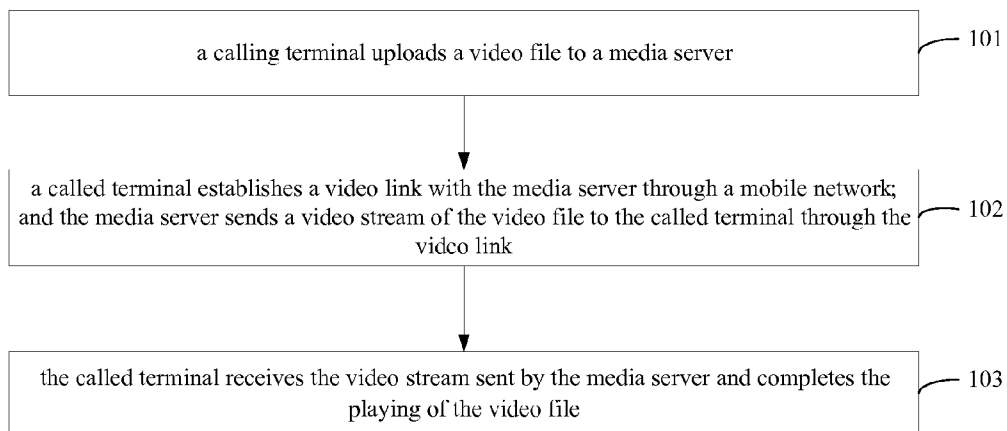 a calling terminal uploads a video file to a media server
101
a called terminal establishes a video link with the media server through a mobile network;
and the media server sends a video stream of the video file to the called terminal through the
video link
102
the called terminal receives the video stream sent by the media server and completes the
playing of the video file
103